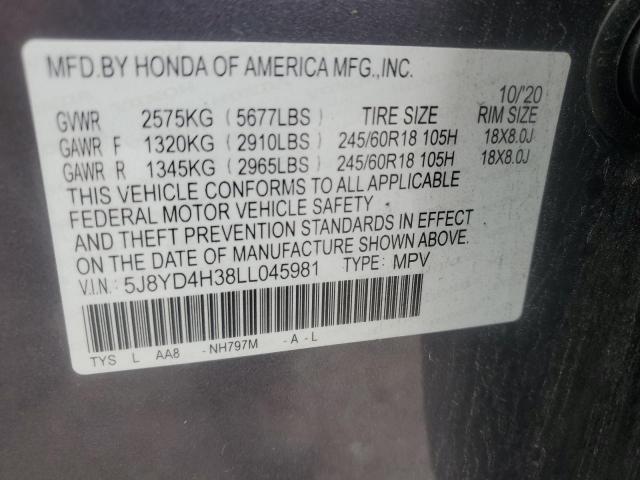 MFD.BY HONDA OF AMERICA MFG.,INC.
10/'20
GVWR 2575KG (5677LBS) TIRE SIZE RIM SIZE
GAWR F 1320KG (2910LBS) 245/60R18 105H 18X8.0J
GAWR R 1345KG (2965LBS) 245/60R18 105H 18X8.0J
THIS VEHICLE CONFORMS TO ALL APPLICABLE
FEDERAL MOTOR VEHICLE SAFETY
AND THEFT PREVENTION STANDARDS IN EFFECT
ON THE DATE OF MANUFACTURE SHOWN ABOVE.
V.I.N.: 5J8YD4H38LL045981 TYPE: MPV
TYS L AA8 -NH797M -A-L